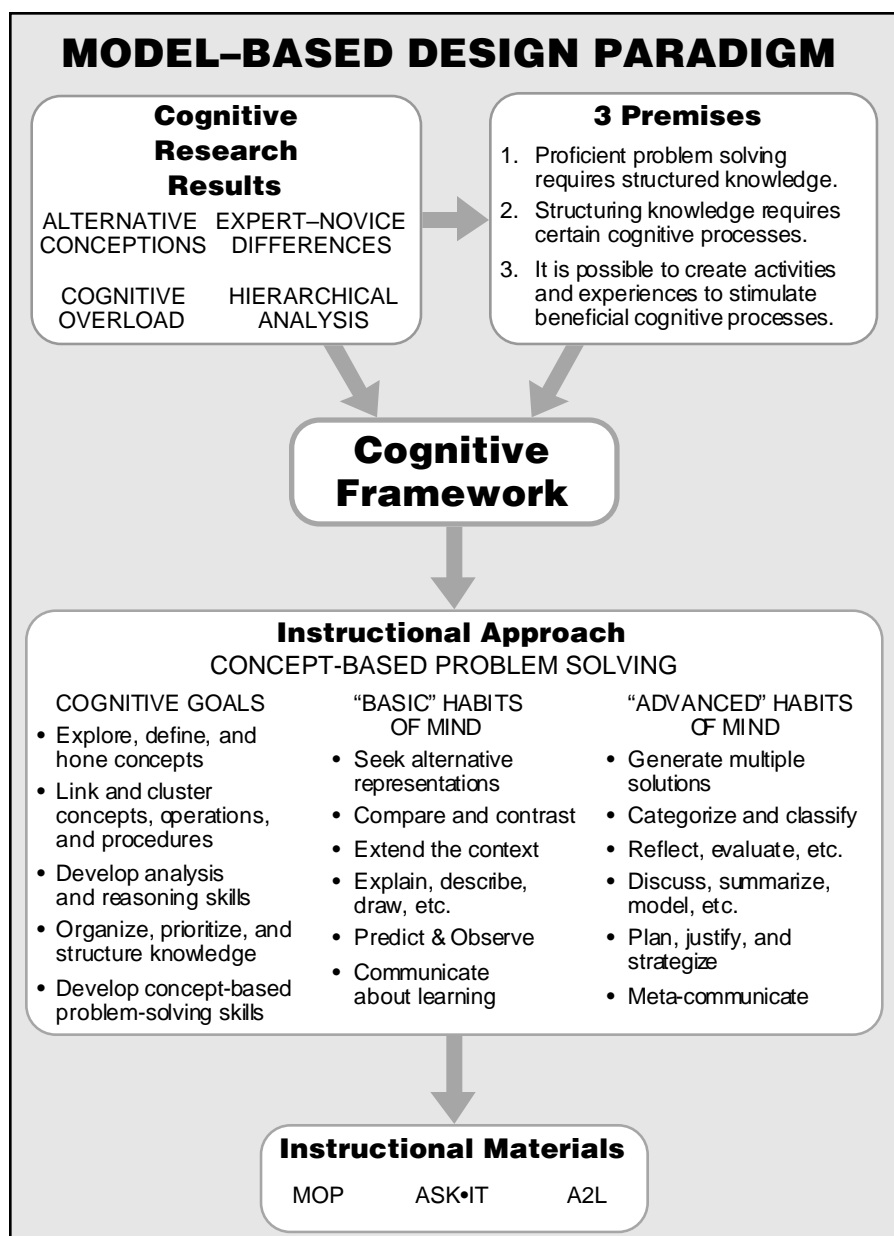 MODEL–BASED DESIGN PARADIGM
Cognitive
Research
Results
ALTERNATIVE
CONCEPTIONS
EXPERT–NOVICE
DIFFERENCES
COGNITIVE
OVERLOAD
HIERARCHICAL
ANALYSIS
3 Premises
1. Proficient problem solving
requires structured knowledge.
2. Structuring knowledge requires
certain cognitive processes.
3. It is possible to create activities
and experiences to stimulate
beneficial cognitive processes.
Cognitive
Framework
Instructional Approach
CONCEPT-BASED PROBLEM SOLVING
COGNITIVE GOALS
• Explore, define, and
hone concepts
• Link and cluster
concepts, operations,
and procedures
• Develop analysis
and reasoning skills
• Organize, prioritize, and
structure knowledge
• Develop concept-based
problem-solving skills
“BASIC” HABITS
OF MIND
• Seek alternative
representations
• Compare and contrast
• Extend the context
• Explain, describe,
draw, etc.
• Predict & Observe
• Communicate
about learning
“ADVANCED” HABITS
OF MIND
• Generate multiple
solutions
• Categorize and classify
• Reflect, evaluate, etc.
• Discuss, summarize,
model, etc.
• Plan, justify, and
strategize
• Meta-communicate
Instructional Materials
MOP ASK•IT A2L